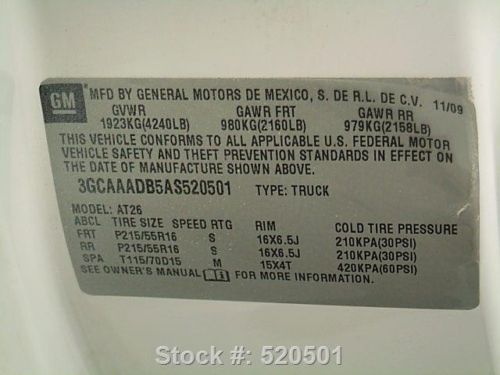 GM MFD BY GENERAL MOTORS DE MEXICO, S. DE R.L. DE C.V. 11/09
GVWR GAWR FRT GAWR RR
1923KG(4240LB) 980KG(2160LB) 979KG(2158LB)
THIS VEHICLE CONFORMS TO ALL APPLICABLE U.S. FEDERAL MOTOR
VEHICLE SAFETY AND THEFT PREVENTION STANDARDS IN EFFECT ON
THE DATE OF MANUFACTURE SHOWN ABOVE.
3GCAAADB5AS520501 TYPE: TRUCK
MODEL: AT26
ABCL TIRE SIZE SPEED RTG RIM COLD TIRE PRESSURE
FRT P215/55R16 S 16X6.5J 210KPA(30PSI)
RR P215/55R16 S 16X6.5J 210KPA(30PSI)
SPA T115/70D15 M 15X4T 420KPA(60PSI)
SEE OWNER'S MANUAL FOR MORE INFORMATION.
Stock #: 520501